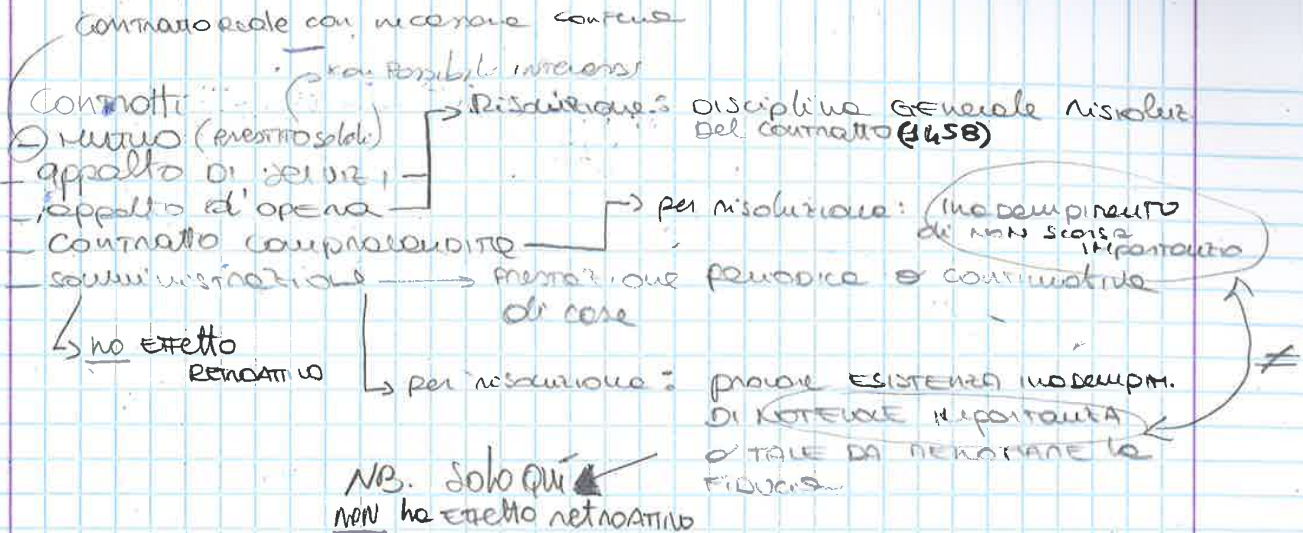 Contratto reale con necessaria consegna
con possibili interessi
Contratti
- mutuo (prestito soldi)
Risoluzione: Disciplina GENERALE risoluz.
Del contratto (1458)
- appalto DI serviz,
- appalto d'opera
per risoluzione: Inadempimento
di NON scarsa
importanza
- contratto compravendita
- somministrazione
prestazione periodica o continuativa
di cose
no EFFetto
RETROATTIVO
≠
per risoluzione: provare ESISTENZA inadempim.
DI NOTEVOLE IMportanzA
o TALE DA MENOMARE la
FIDUCIA
NB. Solo QUI
NON ha EFFetto retroATTIVO